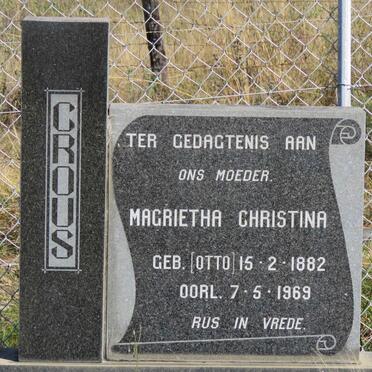 CROUS
TER GEDAGTENIS AAN
ONS MOEDER.
MAGRIETHA CHRISTINA
GEB. [OTTO] 15-2-1882
OORL. 7-5-1969
RUS IN VREDE.